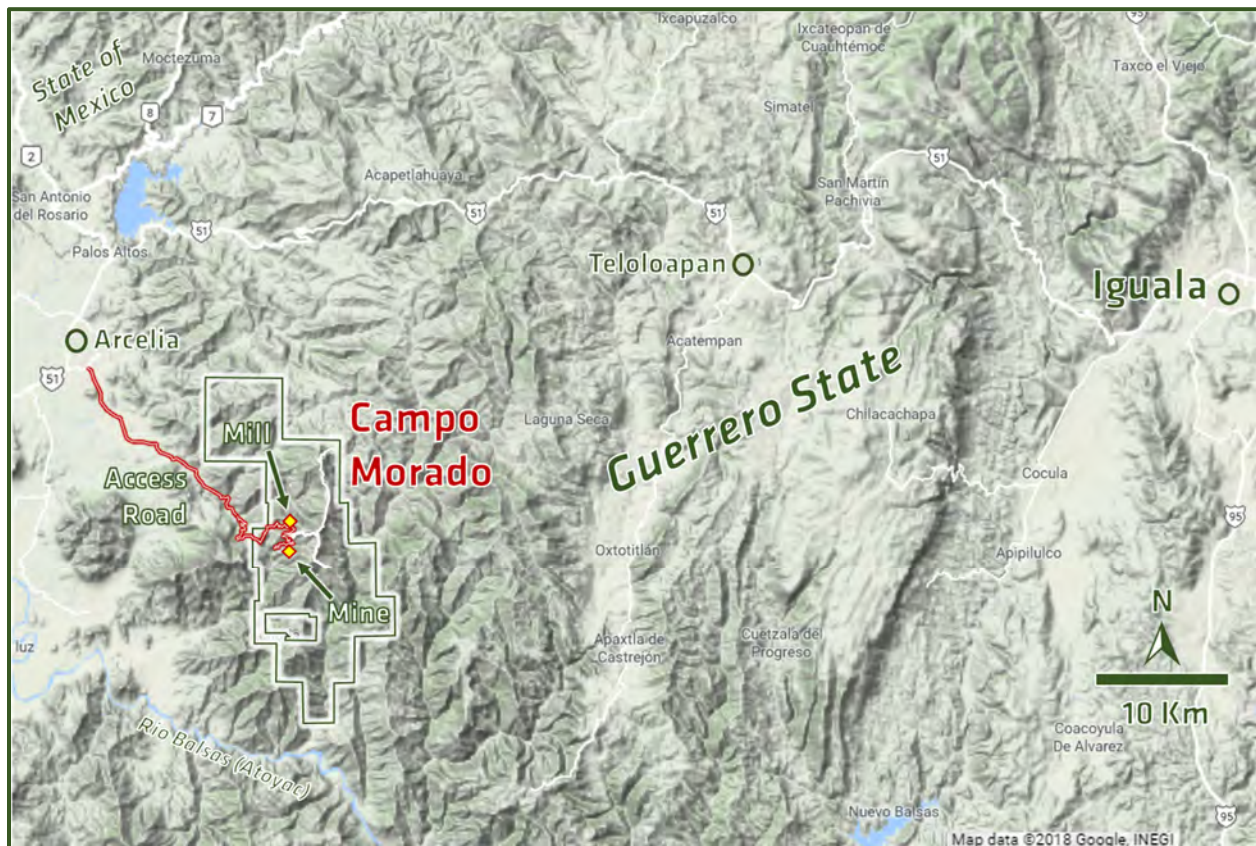 95
Ixcapuzalco
Ixcateopan de
Cuauhtémoc
State of
Mexico
Moctezuma
Taxco el Viejo
8
7
Simatel
2
51
San Antonio
del Rosario
Acapetlahuaya
San Martín
Pachivia
51
51
51
Palos Altos
Teloloapan
Iguala
Arcelia
Acatempan
51
Guerrero State
Campo
Morado
Laguna Seca
Chilacachapa
Mill
Access
Road
Cocula
95
Oxtotitlán
Apipilulco
Mine
N
luz
Apaxtla de
Castrejón
Cuetzala del
Progreso
10 Km
Rio Balsas (Atoyac)
Coacoyula
De Alvarez
Nuevo Balsas
95
Map data ©2018 Google, INEGI